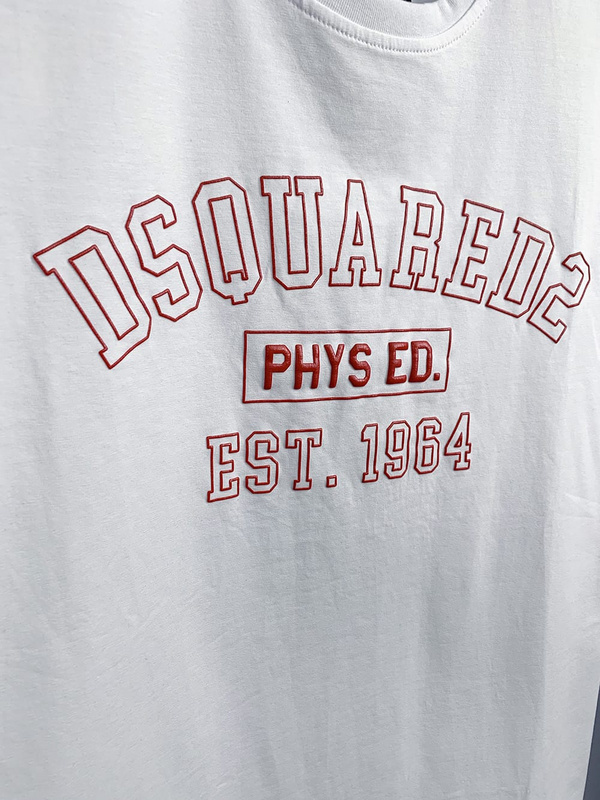 DSQUARED2
PHYS ED.
EST. 1964